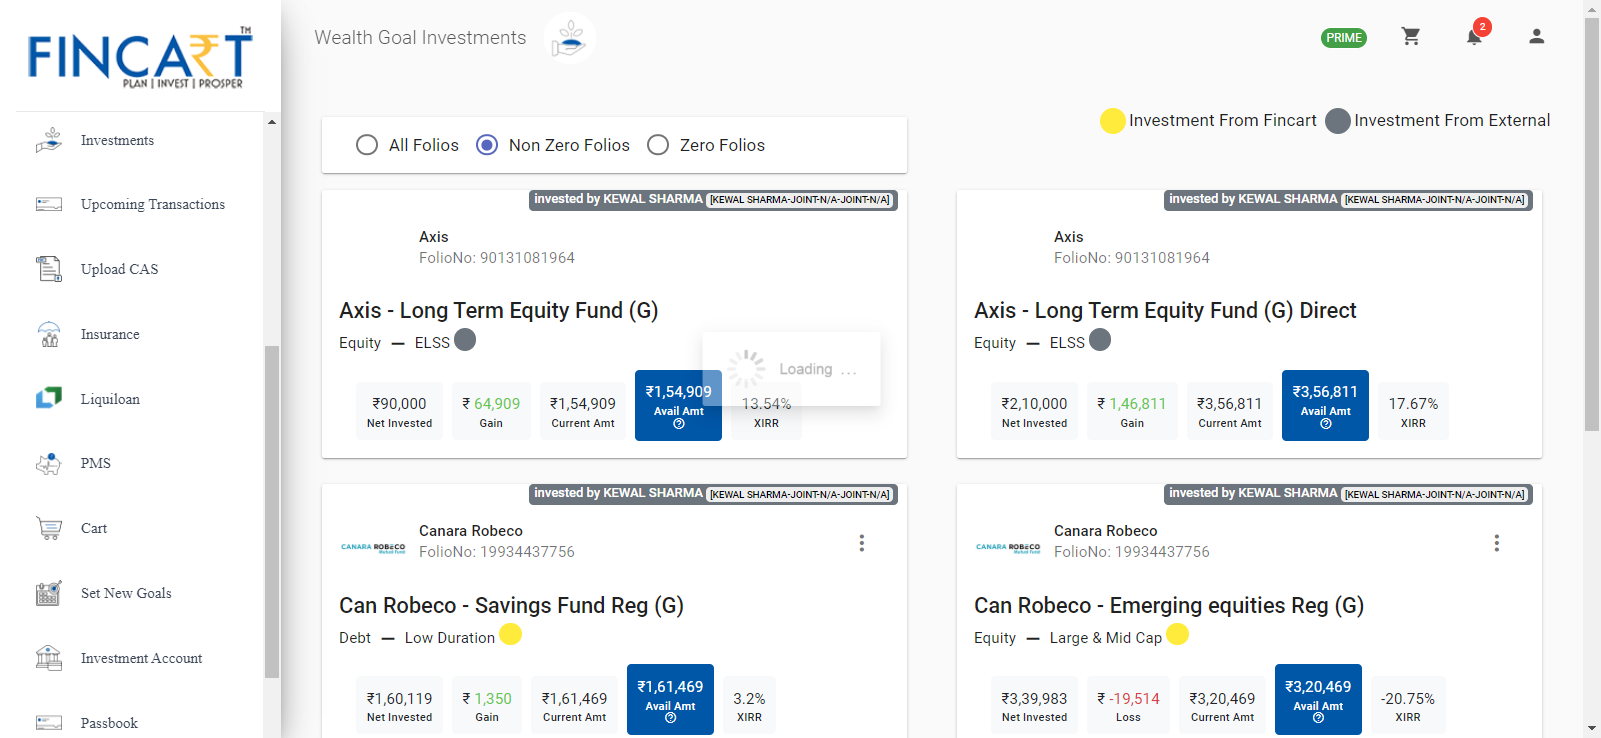 FINCA₹T™
PLAN | INVEST | PROSPER
Investments
Upcoming Transactions
Upload CAS
Insurance
Liquiloan
PMS
Cart
Set New Goals
Investment Account
Passbook
Wealth Goal Investments
PRIME
2
Investment From Fincart
Investment From External
All Folios
Non Zero Folios
Zero Folios
invested by KEWAL SHARMA [KEWAL SHARMA-JOINT-N/A-JOINT-N/A]
Axis
FolioNo: 90131081964
Axis - Long Term Equity Fund (G)
Equity — ELSS
₹90,000
Net Invested
₹ 64,909
Gain
₹1,54,909
Current Amt
₹1,54,909
Avail Amt
13.54%
XIRR
Loading ...
invested by KEWAL SHARMA [KEWAL SHARMA-JOINT-N/A-JOINT-N/A]
Axis
FolioNo: 90131081964
Axis - Long Term Equity Fund (G) Direct
Equity — ELSS
₹2,10,000
Net Invested
₹ 1,46,811
Gain
₹3,56,811
Current Amt
₹3,56,811
Avail Amt
17.67%
XIRR
invested by KEWAL SHARMA [KEWAL SHARMA-JOINT-N/A-JOINT-N/A]
CANARA ROBECO
Mutual Fund
Canara Robeco
FolioNo: 19934437756
Can Robeco - Savings Fund Reg (G)
Debt — Low Duration
₹1,60,119
Net Invested
₹ 1,350
Gain
₹1,61,469
Current Amt
₹1,61,469
Avail Amt
3.2%
XIRR
invested by KEWAL SHARMA [KEWAL SHARMA-JOINT-N/A-JOINT-N/A]
CANARA ROBECO
Mutual Fund
Canara Robeco
FolioNo: 19934437756
Can Robeco - Emerging equities Reg (G)
Equity — Large & Mid Cap
₹3,39,983
Net Invested
₹ -19,514
Loss
₹3,20,469
Current Amt
₹3,20,469
Avail Amt
-20.75%
XIRR